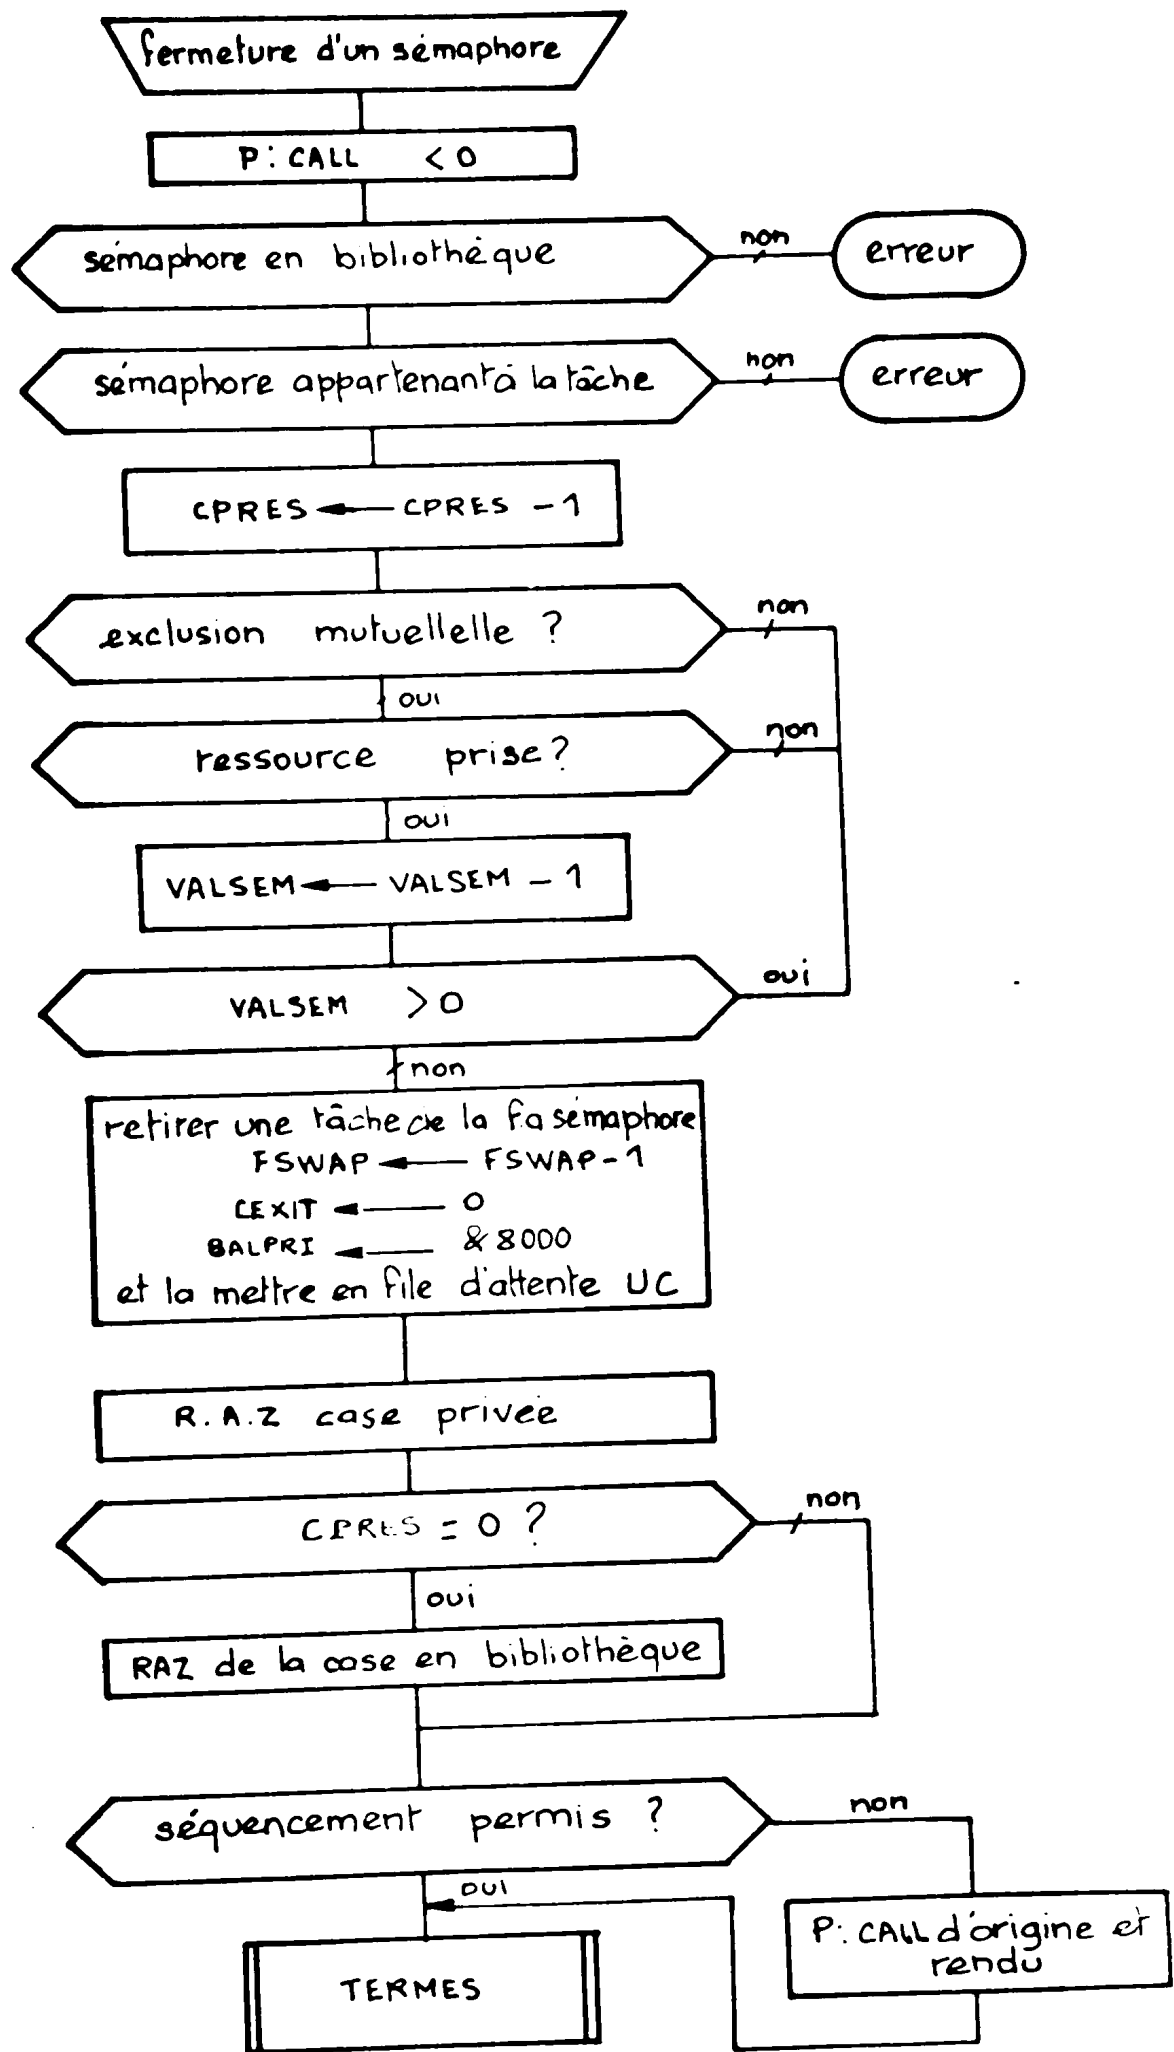 fermeture d'un sémaphore
P:CALL < 0
sémaphore en bibliothèque
non
erreur
sémaphore appartenant à la tâche
non
erreur
CPRES ← CPRES - 1
exclusion mutuellelle ?
non
oui
ressource prise ?
non
oui
VALSEM ← VALSEM - 1
VALSEM > 0
oui
non
retirer une tâche de la f.a sémaphore
FSWAP ← FSWAP - 1
CEXIT ← 0
BALPRI ← & 8000
et la mettre en file d'attente UC
R.A.Z case privée
CPRES = 0 ?
non
oui
RAZ de la case en bibliothèque
séquencement permis ?
non
oui
P:CALL d'origine et
rendu
TERMES